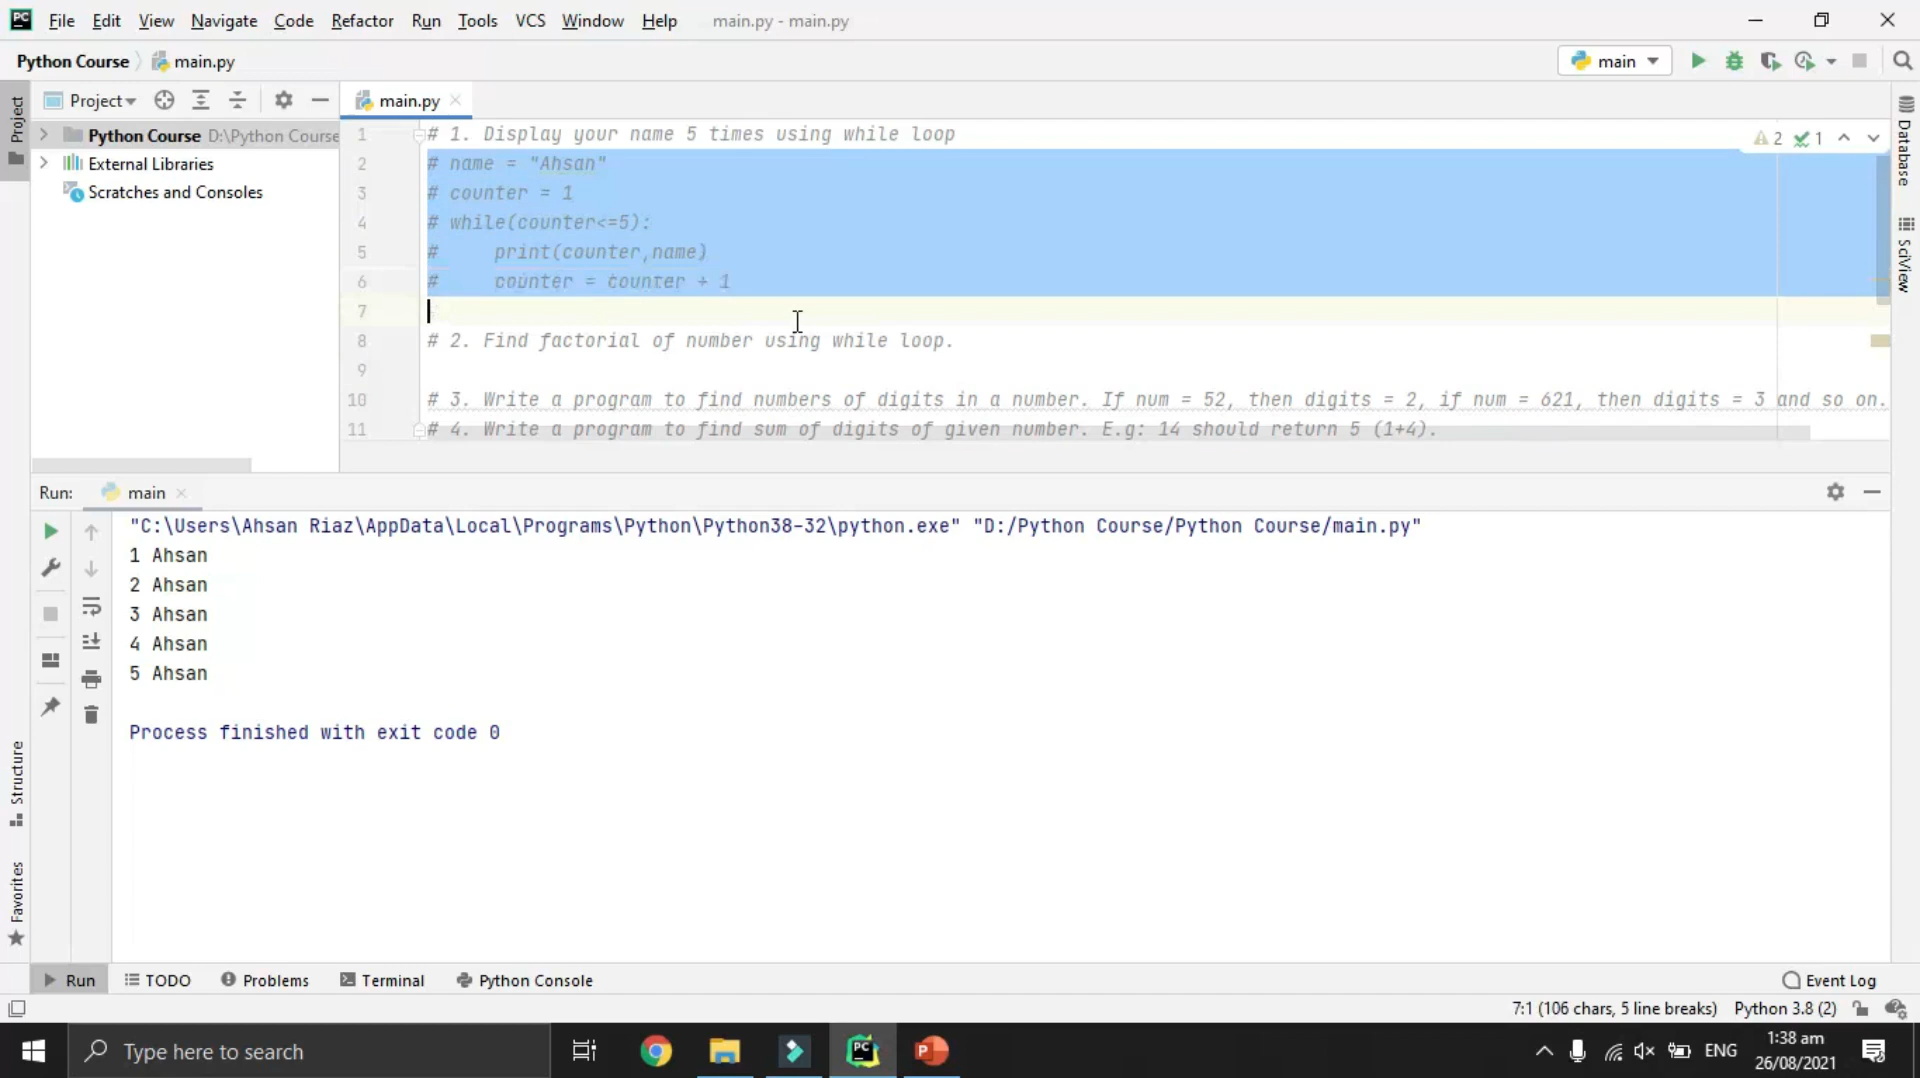 File Edit View Navigate Code Refactor Run Tools VCS Window Help main.py - main.py
Python Course main.py
main
Project
main.py
2 1
Python Course D:\Python Course
External Libraries
Scratches and Consoles
1 # 1. Display your name 5 times using while loop
2 # name = "Ahsan"
3 # counter = 1
4 # while(counter<=5):
5 #     print(counter,name)
6 #     counter = counter + 1
7
8 # 2. Find factorial of number using while loop.
9
10 # 3. Write a program to find numbers of digits in a number. If num = 52, then digits = 2, if num = 621, then digits = 3 and so on.
11 # 4. Write a program to find sum of digits of given number. E.g: 14 should return 5 (1+4).
Project
Structure
Favorites
Database
SciView
Run: main
"C:\Users\Ahsan Riaz\AppData\Local\Programs\Python\Python38-32\python.exe" "D:/Python Course/Python Course/main.py"
1 Ahsan
2 Ahsan
3 Ahsan
4 Ahsan
5 Ahsan
Process finished with exit code 0
Run TODO Problems Terminal Python Console Event Log
7:1 (106 chars, 5 line breaks) Python 3.8 (2)
Type here to search
ENG
1:38 am
26/08/2021